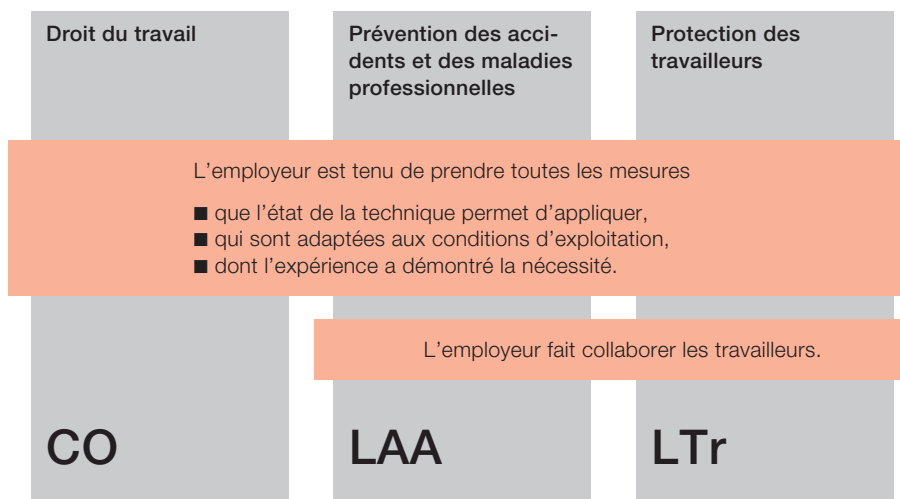 Droit du travail
Prévention des acci-
dents et des maladies
professionnelles
Protection des
travailleurs
L’employeur est tenu de prendre toutes les mesures
■ que l’état de la technique permet d’appliquer,
■ qui sont adaptées aux conditions d’exploitation,
■ dont l’expérience a démontré la nécessité.
L’employeur fait collaborer les travailleurs.
CO
LAA
LTr